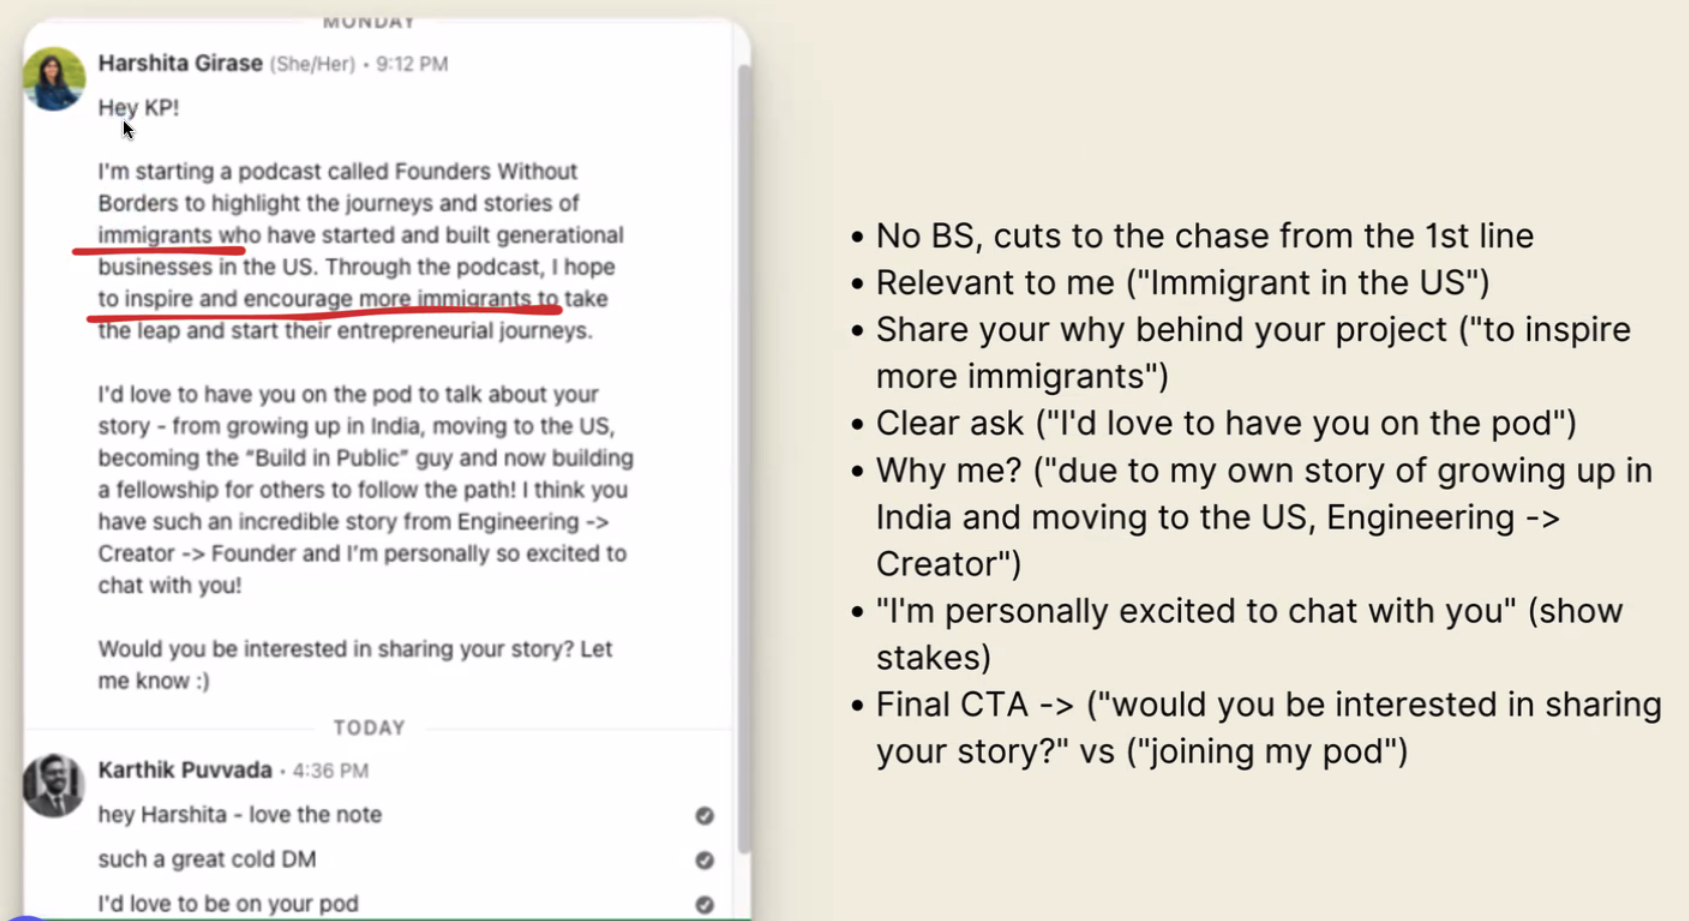 MONDAY
Harshita Girase (She/Her) • 9:12 PM
Hey KP!
I'm starting a podcast called Founders Without
Borders to highlight the journeys and stories of
immigrants who have started and built generational
businesses in the US. Through the podcast, I hope
to inspire and encourage more immigrants to take
the leap and start their entrepreneurial journeys.
I'd love to have you on the pod to talk about your
story - from growing up in India, moving to the US,
becoming the “Build in Public” guy and now building
a fellowship for others to follow the path! I think you
have such an incredible story from Engineering ->
Creator -> Founder and I’m personally so excited to
chat with you!
Would you be interested in sharing your story? Let
me know :)
TODAY
Karthik Puvvada • 4:36 PM
hey Harshita - love the note
such a great cold DM
I'd love to be on your pod
• No BS, cuts to the chase from the 1st line
• Relevant to me ("Immigrant in the US")
• Share your why behind your project ("to inspire
more immigrants")
• Clear ask ("I'd love to have you on the pod")
• Why me? ("due to my own story of growing up in
India and moving to the US, Engineering ->
Creator")
• "I'm personally excited to chat with you" (show
stakes)
• Final CTA -> ("would you be interested in sharing
your story?" vs ("joining my pod")